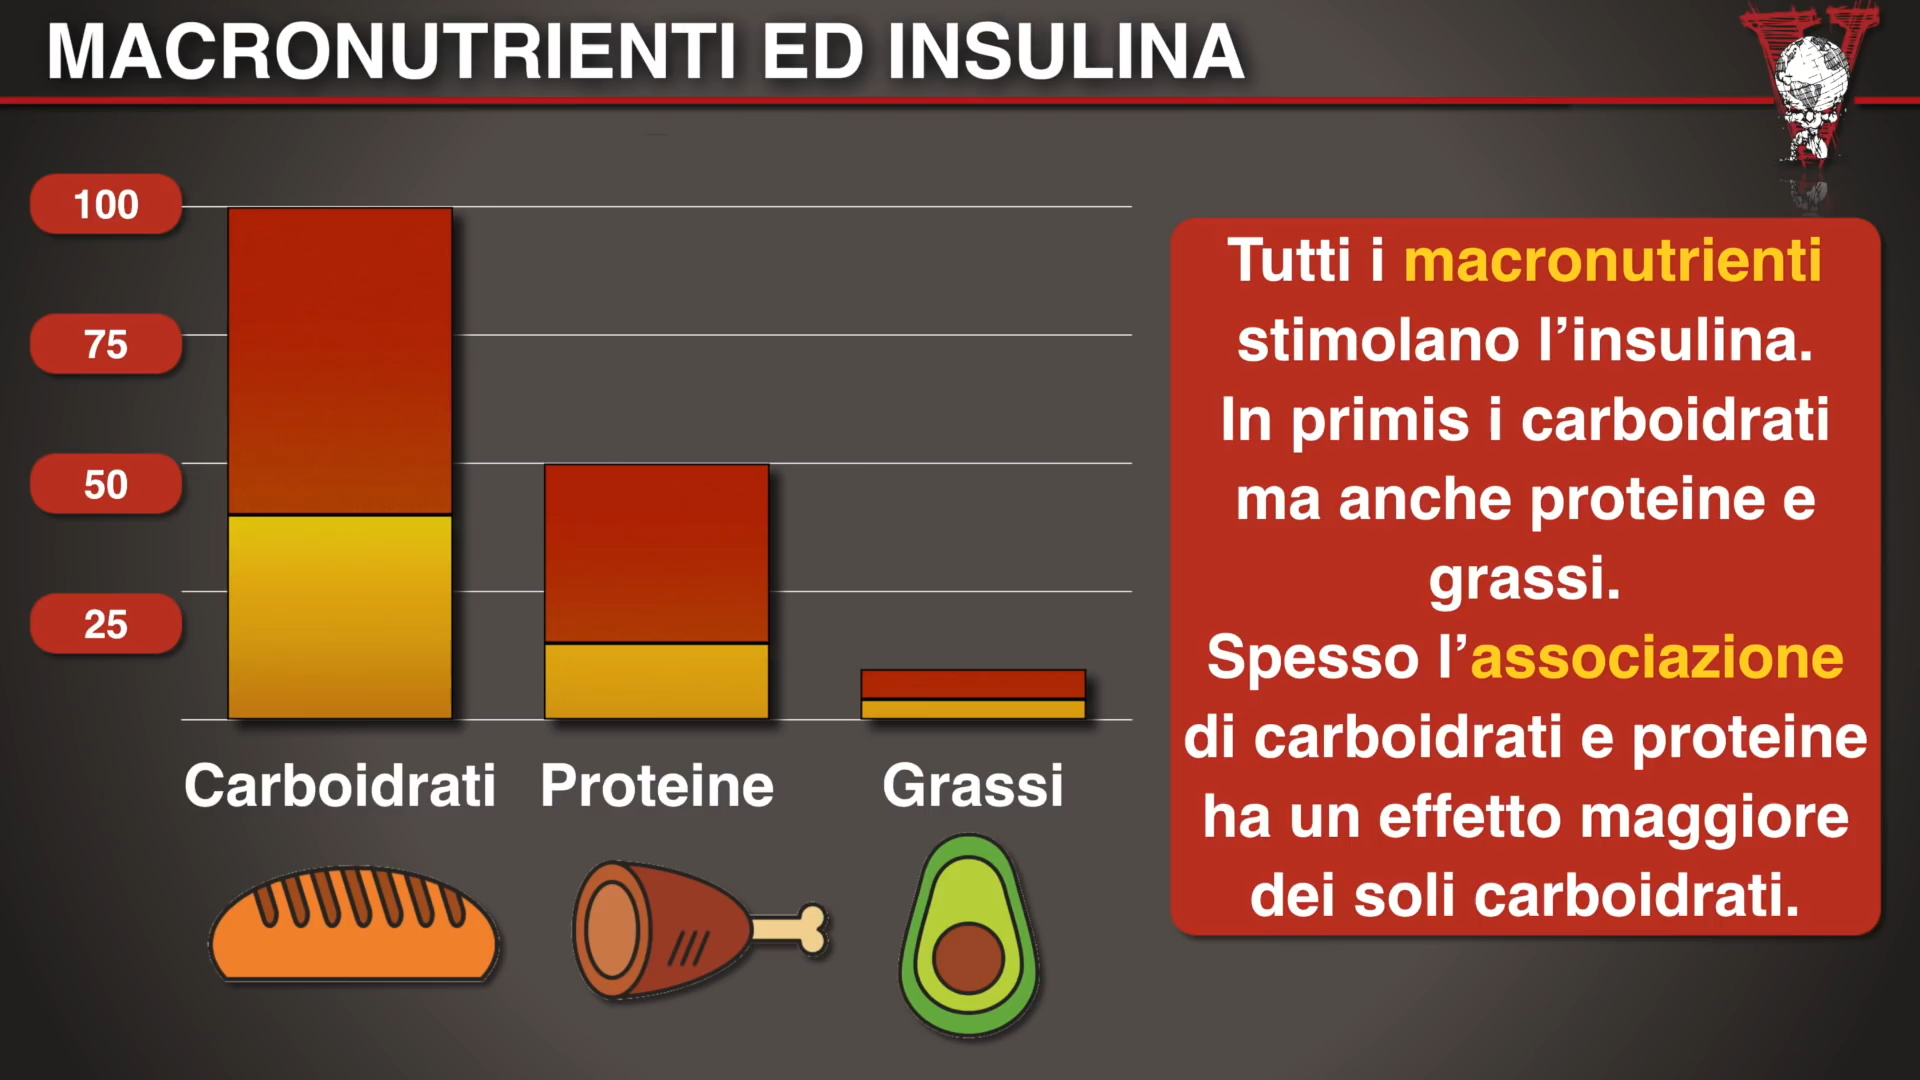 MACRONUTRIENTI ED INSULINA
100
75
50
25
Carboidrati
Proteine
Grassi
Tutti i macronutrienti
stimolano l’insulina.
In primis i carboidrati
ma anche proteine e
grassi.
Spesso l’associazione
di carboidrati e proteine
ha un effetto maggiore
dei soli carboidrati.